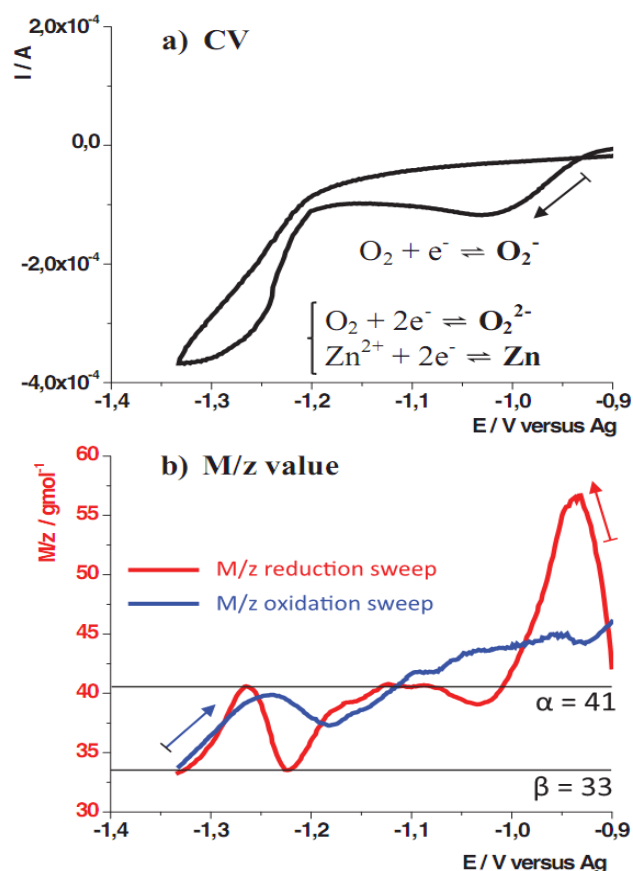 a) CV
2,0x10⁻⁴
I / A
0,0
-2,0x10⁻⁴
-4,0x10⁻⁴
O₂ + e⁻ ⇌ O₂⁻
O₂ + 2e⁻ ⇌ O₂²⁻
Zn²⁺ + 2e⁻ ⇌ Zn
-1,4 -1,3 -1,2 -1,1 -1,0 -0,9
E / V versus Ag
b) M/z value
M/z / gmol⁻¹
60
55
50
45
40
35
30
M/z reduction sweep
M/z oxidation sweep
α = 41
β = 33
-1,4 -1,3 -1,2 -1,1 -1,0 -0,9
E / V versus Ag